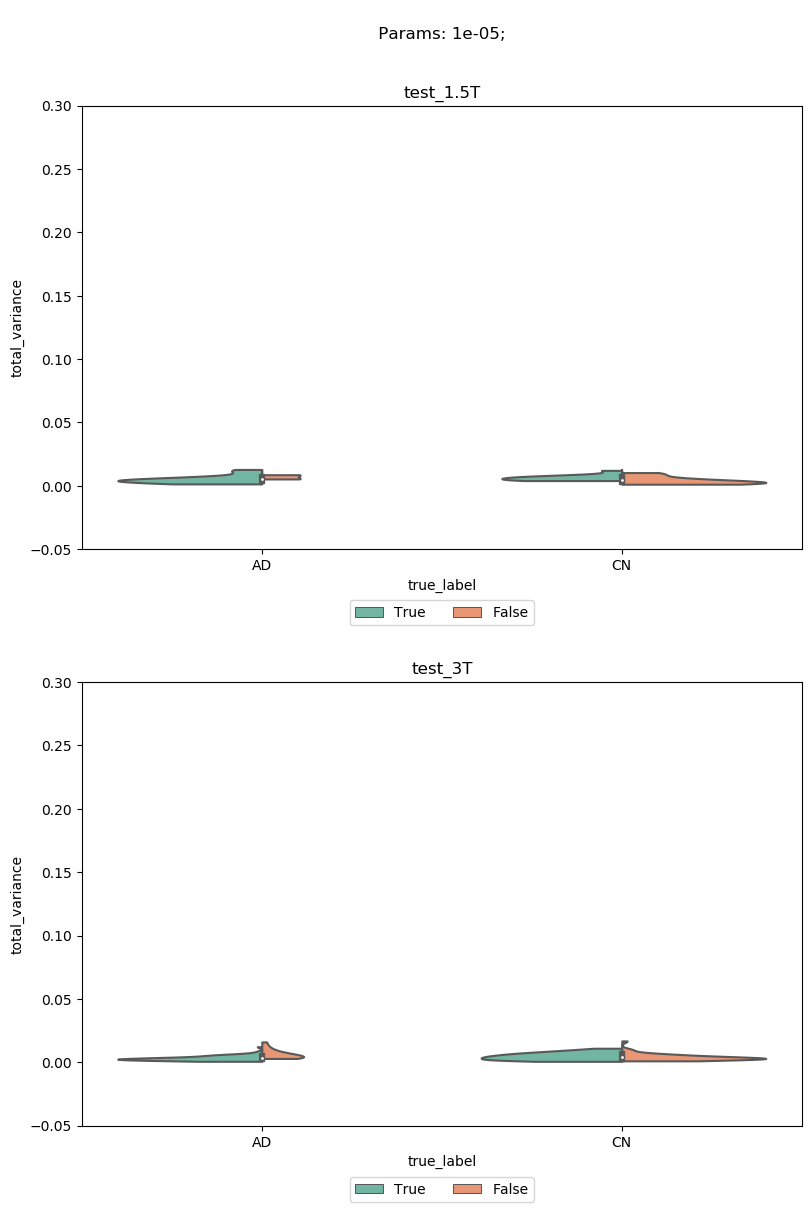 Params: 1e-05;
test_1.5T
0.30
0.25
0.20
0.15
0.10
0.05
0.00
−0.05
total_variance
AD CN
true_label
True False
test_3T
0.30
0.25
0.20
0.15
0.10
0.05
0.00
−0.05
total_variance
AD CN
true_label
True False